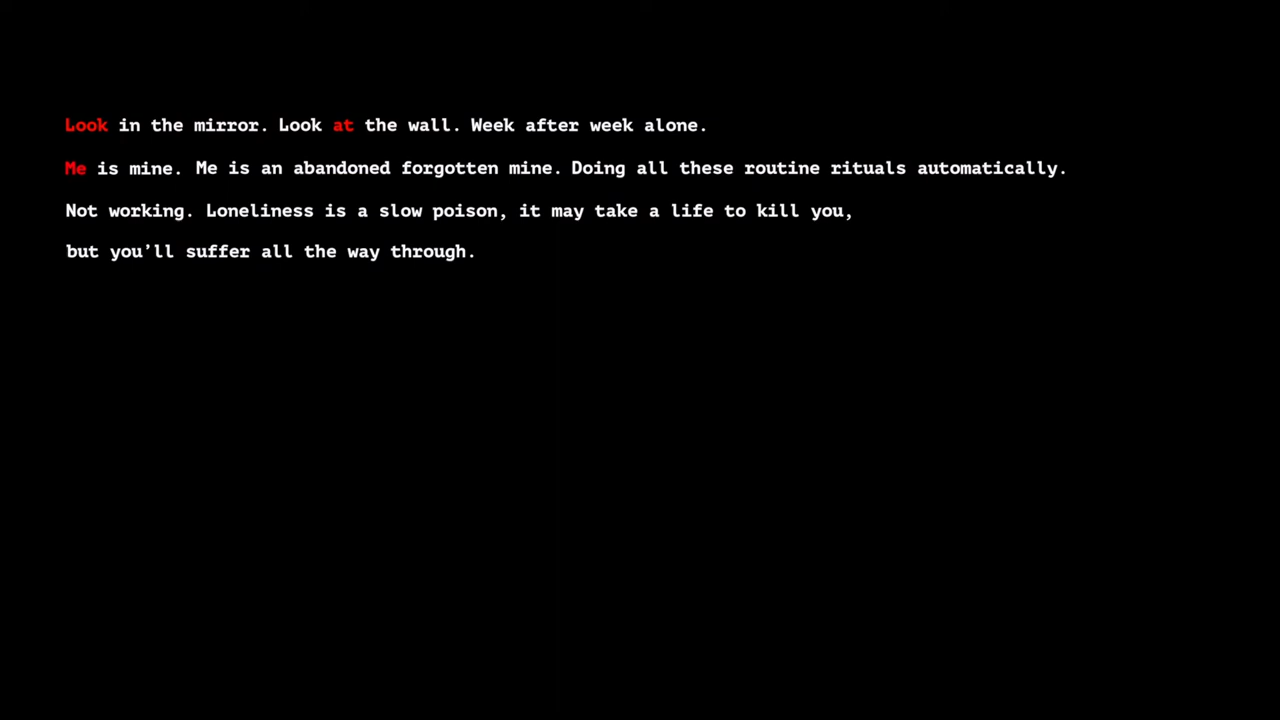 Look in the mirror. Look at the wall. Week after week alone.
Me is mine. Me is an abandoned forgotten mine. Doing all these routine rituals automatically.
Not working. Loneliness is a slow poison, it may take a life to kill you,
but you’ll suffer all the way through.